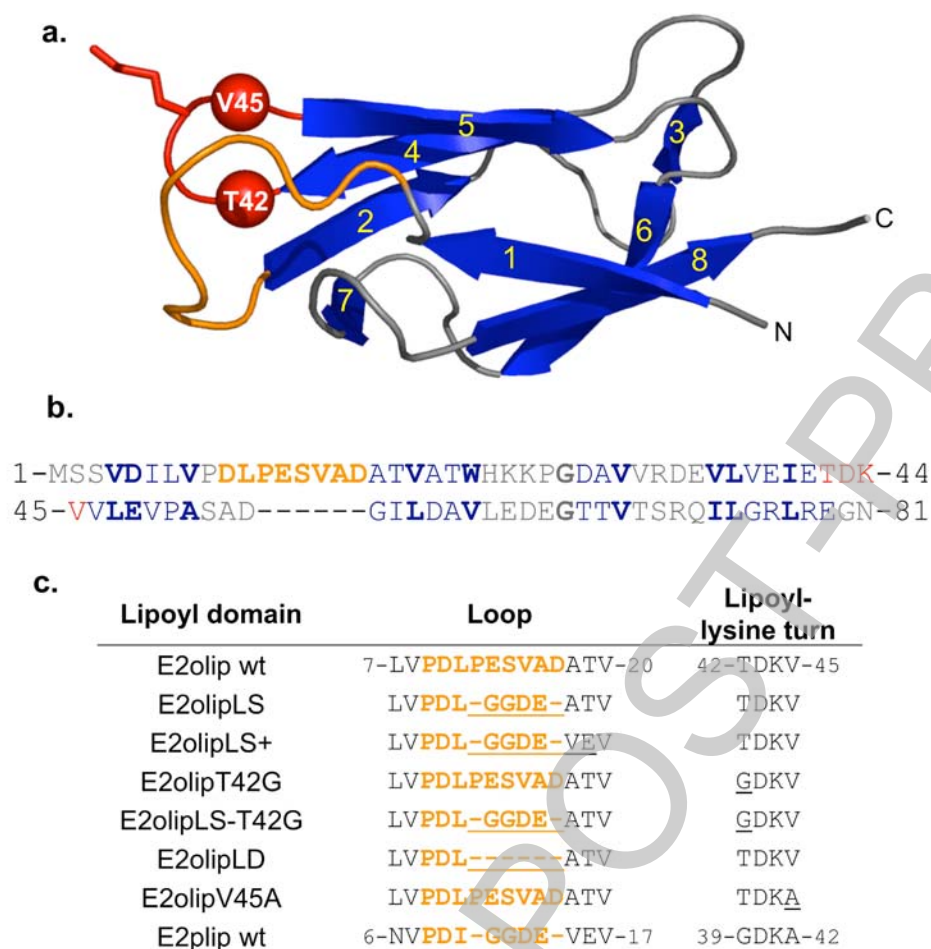 a.
V45
T42
5
4
3
2
1
6
8
7
C
N
b.
1-MSSVDILVPDLPESVADATVATWHKKPGDAVVRDEVLVEIETDK-44
45-VVLEVPASAD------GILDAVLEDEGTTVTSRQILGRLREGN-81
c.
Lipoyl domain Loop Lipoyl-
lysine turn
E2olip wt 7-LVPDLPESVADATV-20 42-TDKV-45
E2olipLS LVPDL-GGDE-ATV TDKV
E2olipLS+ LVPDL-GGDE-VEV TDKV
E2olipT42G LVPDLPESVADATV GDKV
E2olipLS-T42G LVPDL-GGDE-ATV GDKV
E2olipLD LVPDL------ATV TDKV
E2olipV45A LVPDLPESVADATV TDKA
E2plip wt 6-NVPDI-GGDE-VEV-17 39-GDKA-42
POST-PR